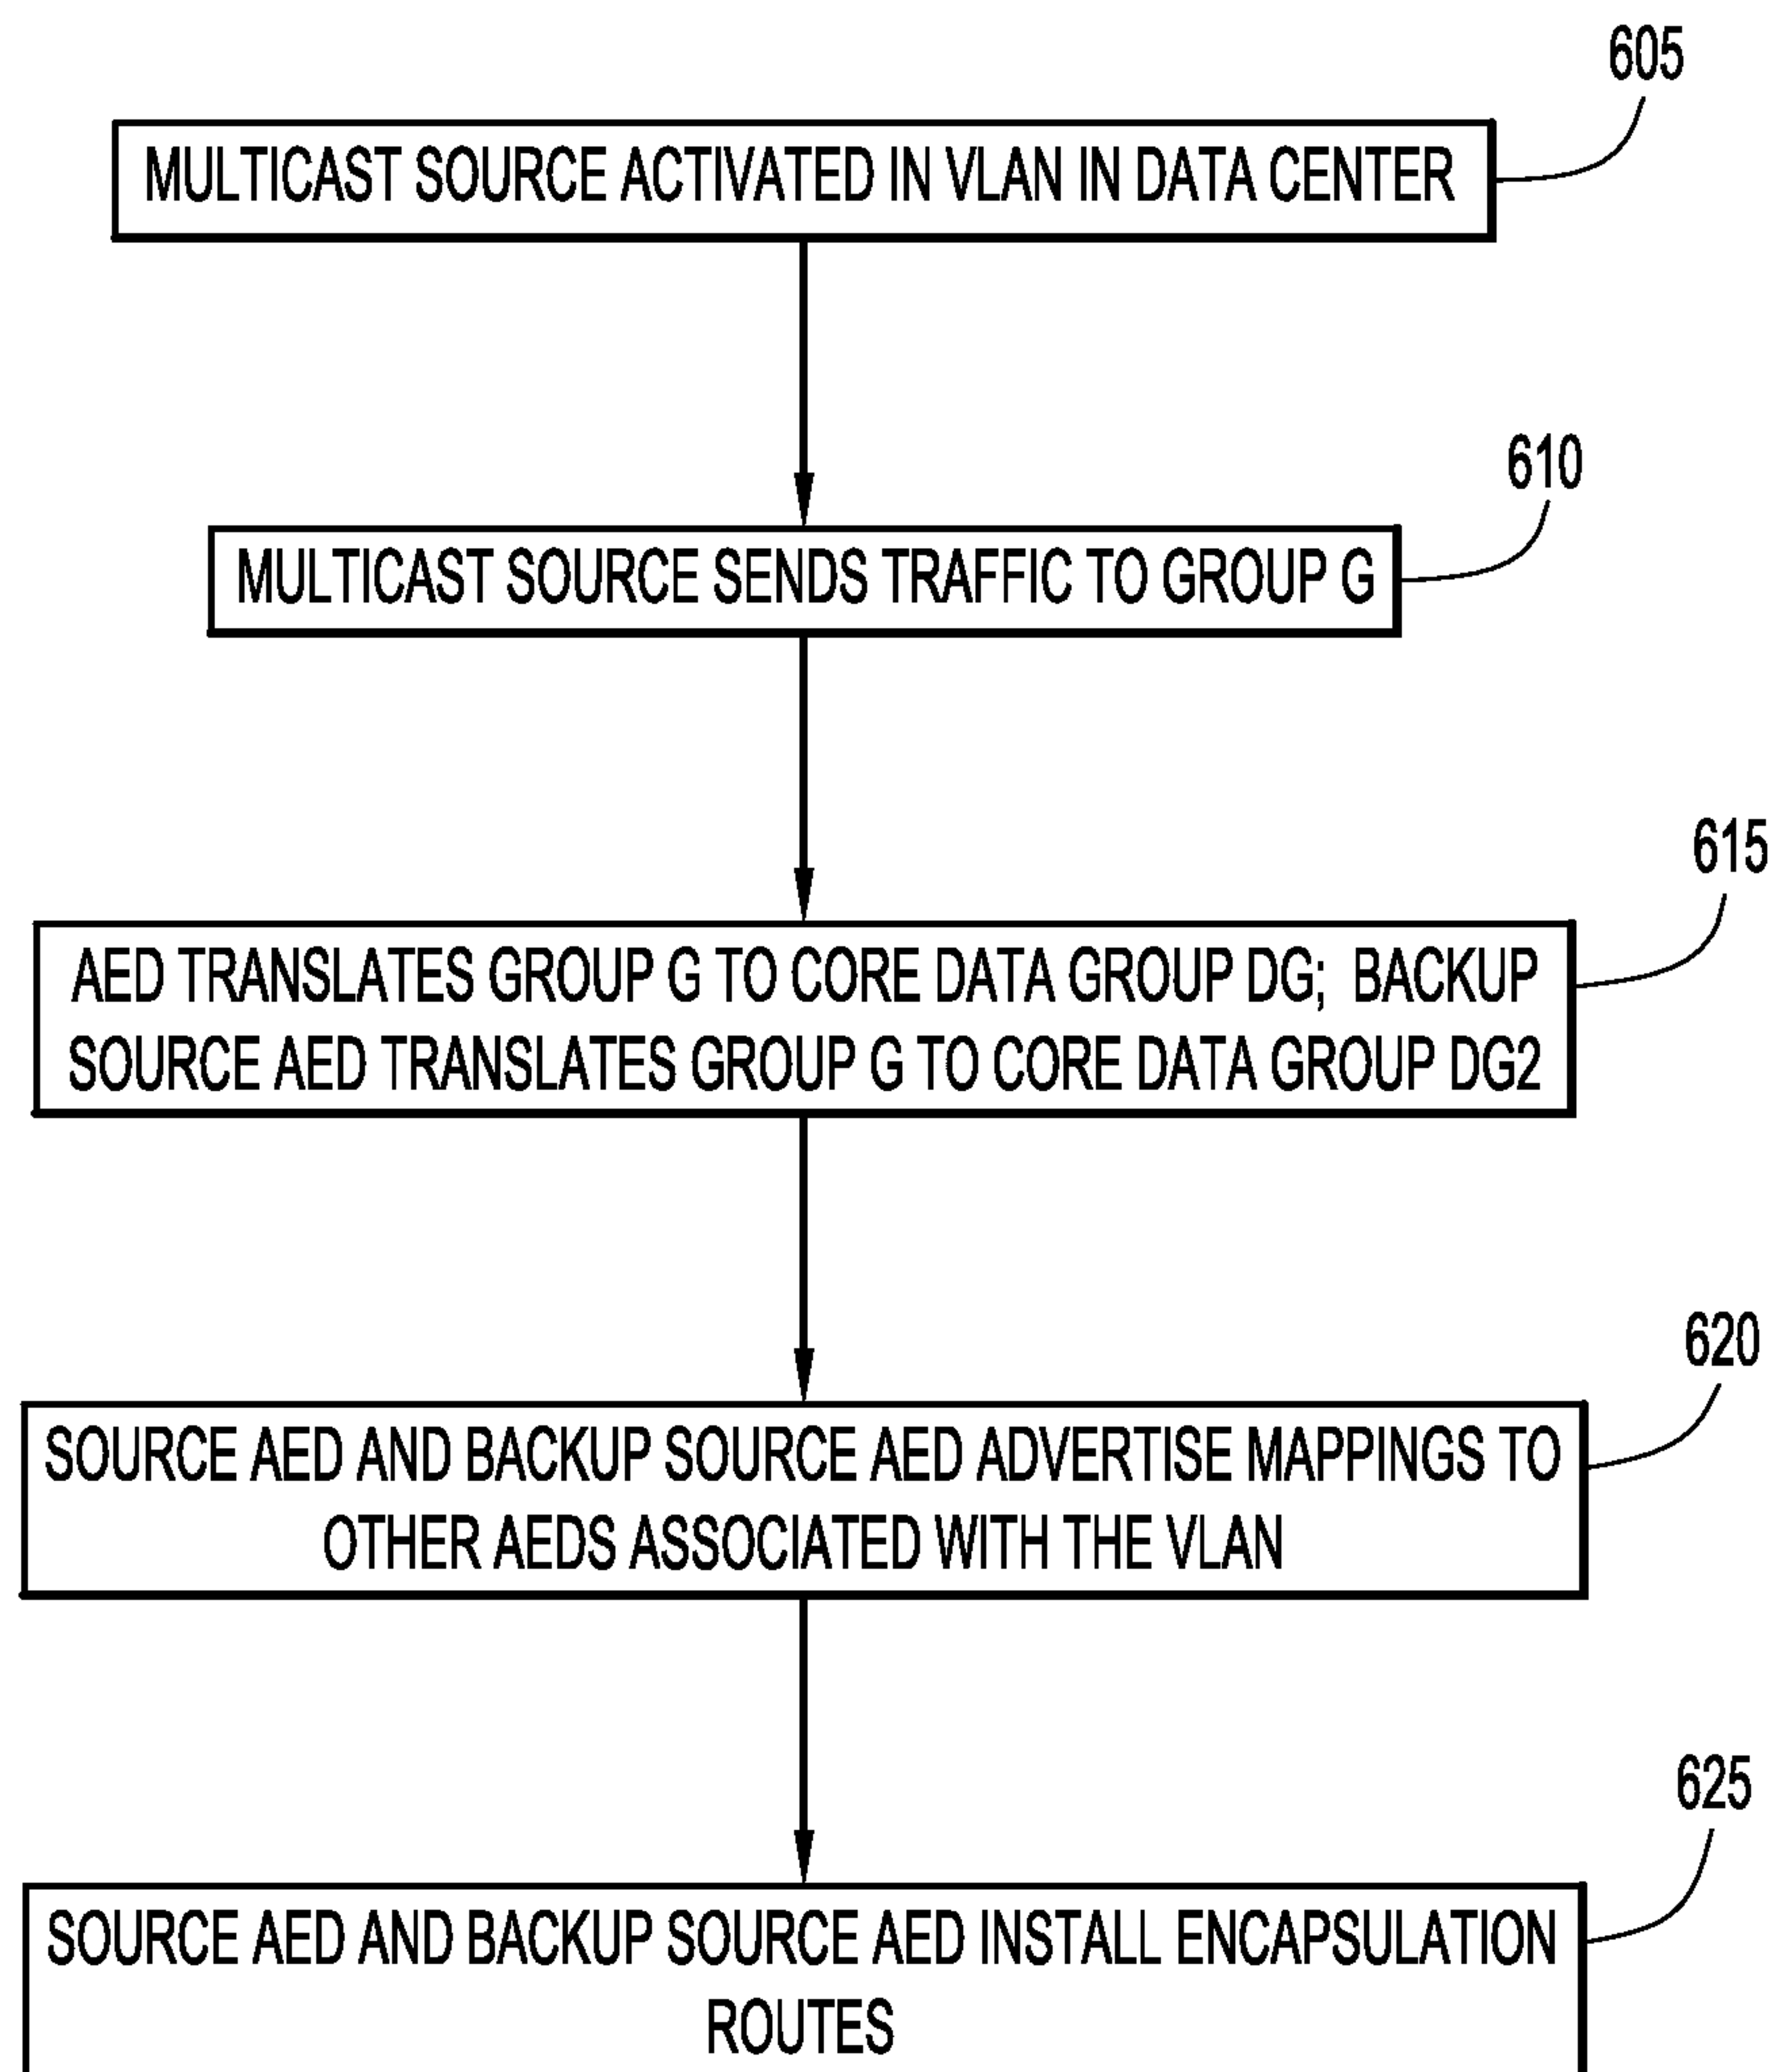 605
MULTICAST SOURCE ACTIVATED IN VLAN IN DATA CENTER
610
MULTICAST SOURCE SENDS TRAFFIC TO GROUP G
615
AED TRANSLATES GROUP G TO CORE DATA GROUP DG; BACKUP
SOURCE AED TRANSLATES GROUP G TO CORE DATA GROUP DG2
620
SOURCE AED AND BACKUP SOURCE AED ADVERTISE MAPPINGS TO
OTHER AEDS ASSOCIATED WITH THE VLAN
625
SOURCE AED AND BACKUP SOURCE AED INSTALL ENCAPSULATION
ROUTES